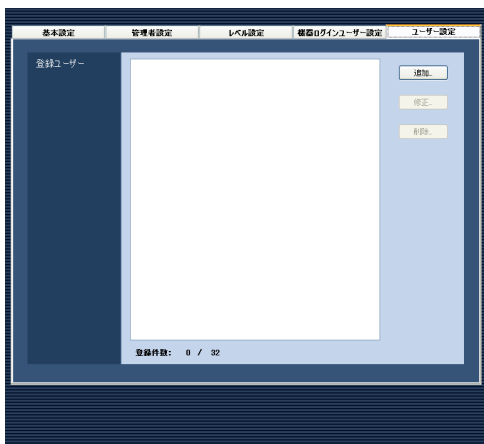 基本設定 管理者設定 レベル設定 機器ログインユーザー設定 ユーザー設定
登録ユーザー
追加...
修正...
削除...
登録件数: 0 / 32